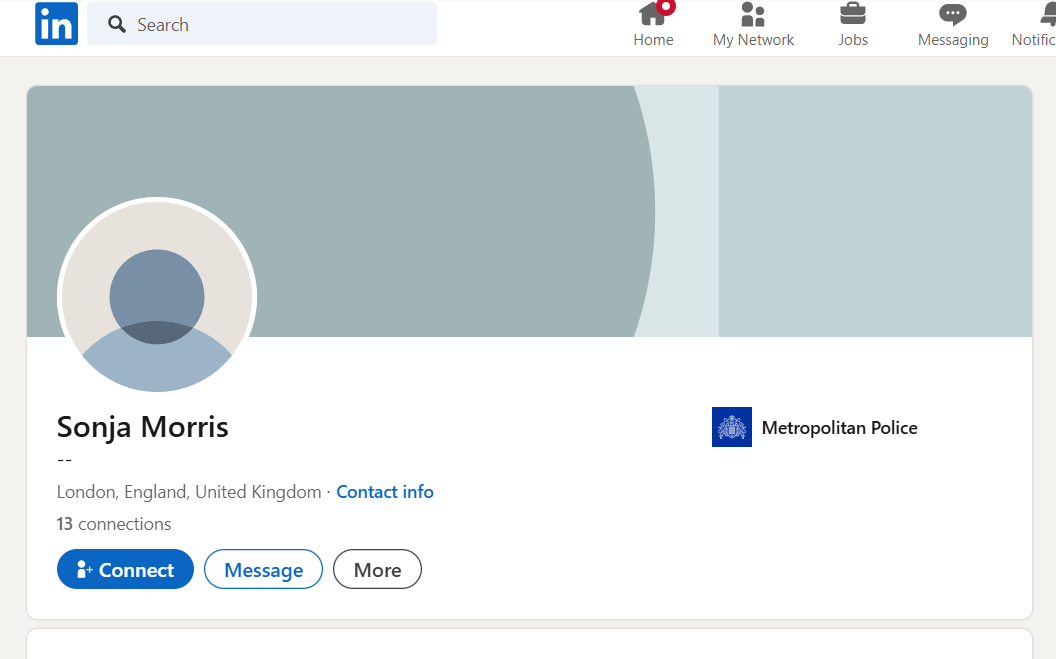 in Search
Home My Network Jobs Messaging Notific
Sonja Morris
Metropolitan Police
--
London, England, United Kingdom · Contact info
13 connections
Connect Message More